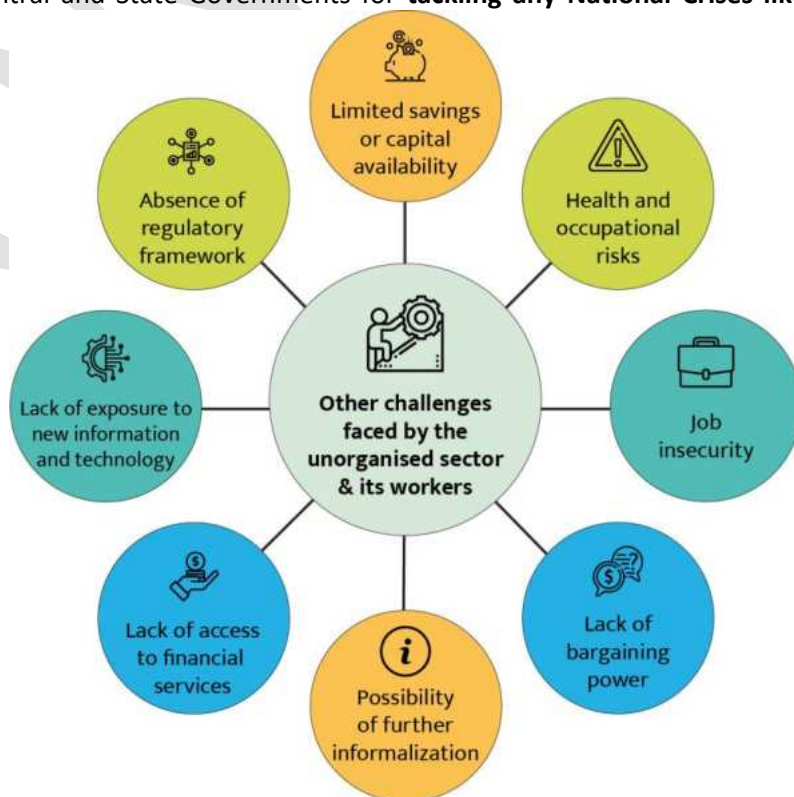 ntral and State Governments for tackling any National Crises lik
Limited savings
or capital
availability
Health and
occupational
risks
Job
insecurity
Lack of
bargaining
power
Possibility
of further
informalization
Lack of access
to financial
services
Lack of exposure to
new information
and technology
Absence of
regulatory
framework
Other challenges
faced by the
unorganised sector
& its workers